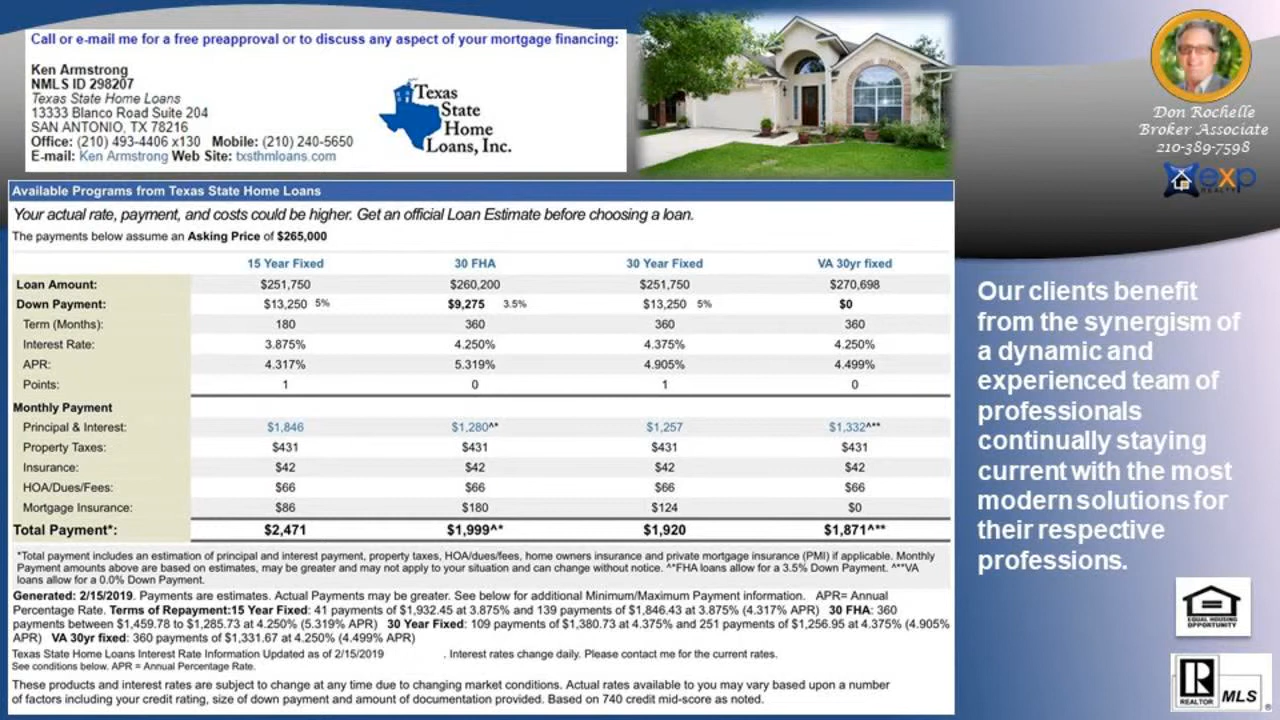 Call or e-mail me for a free preapproval or to discuss any aspect of your mortgage financing:
Ken Armstrong
NMLS ID 298207
Texas State Home Loans
13333 Blanco Road Suite 204
SAN ANTONIO, TX 78216
Office: (210) 493-4406 x130 Mobile: (210) 240-5650
E-mail: Ken Armstrong Web Site: txsthmloans.com
Texas
State
Home
Loans, Inc.
Don Rochelle
Broker Associate
210-389-7598
exp
REALTY
Available Programs from Texas State Home Loans
Your actual rate, payment, and costs could be higher. Get an official Loan Estimate before choosing a loan.
The payments below assume an Asking Price of $265,000
15 Year Fixed 30 FHA 30 Year Fixed VA 30yr fixed
Loan Amount: $251,750 $260,200 $251,750 $270,698
Down Payment: $13,250 5% $9,275 3.5% $13,250 5% $0
Term (Months): 180 360 360 360
Interest Rate: 3.875% 4.250% 4.375% 4.250%
APR: 4.317% 5.319% 4.905% 4.499%
Points: 1 0 1 0
Monthly Payment
Principal & Interest: $1,846 $1,280^* $1,257 $1,332^**
Property Taxes: $431 $431 $431 $431
Insurance: $42 $42 $42 $42
HOA/Dues/Fees: $66 $66 $66 $66
Mortgage Insurance: $86 $180 $124 $0
Total Payment*: $2,471 $1,999^* $1,920 $1,871^**
*Total payment includes an estimation of principal and interest payment, property taxes, HOA/dues/fees, home owners insurance and private mortgage insurance (PMI) if applicable. Monthly
Payment amounts above are based on estimates, may be greater and may not apply to your situation and can change without notice. ^*FHA loans allow for a 3.5% Down Payment. ^**VA
loans allow for a 0.0% Down Payment.
Generated: 2/15/2019. Payments are estimates. Actual Payments may be greater. See below for additional Minimum/Maximum Payment information. APR= Annual
Percentage Rate. Terms of Repayment:15 Year Fixed: 41 payments of $1,932.45 at 3.875% and 139 payments of $1,846.43 at 3.875% (4.317% APR) 30 FHA: 360
payments between $1,459.78 to $1,285.73 at 4.250% (5.319% APR) 30 Year Fixed: 109 payments of $1,380.73 at 4.375% and 251 payments of $1,256.95 at 4.375% (4.905%
APR) VA 30yr fixed: 360 payments of $1,331.67 at 4.250% (4.499% APR)
Texas State Home Loans Interest Rate Information Updated as of 2/15/2019 . Interest rates change daily. Please contact me for the current rates.
See conditions below. APR = Annual Percentage Rate.
These products and interest rates are subject to change at any time due to changing market conditions. Actual rates available to you may vary based upon a number
of factors including your credit rating, size of down payment and amount of documentation provided. Based on 740 credit mid-score as noted.
Our clients benefit
from the synergism of
a dynamic and
experienced team of
professionals
continually staying
current with the most
modern solutions for
their respective
professions.
EQUAL HOUSING
OPPORTUNITY
R
REALTOR
MLS
®